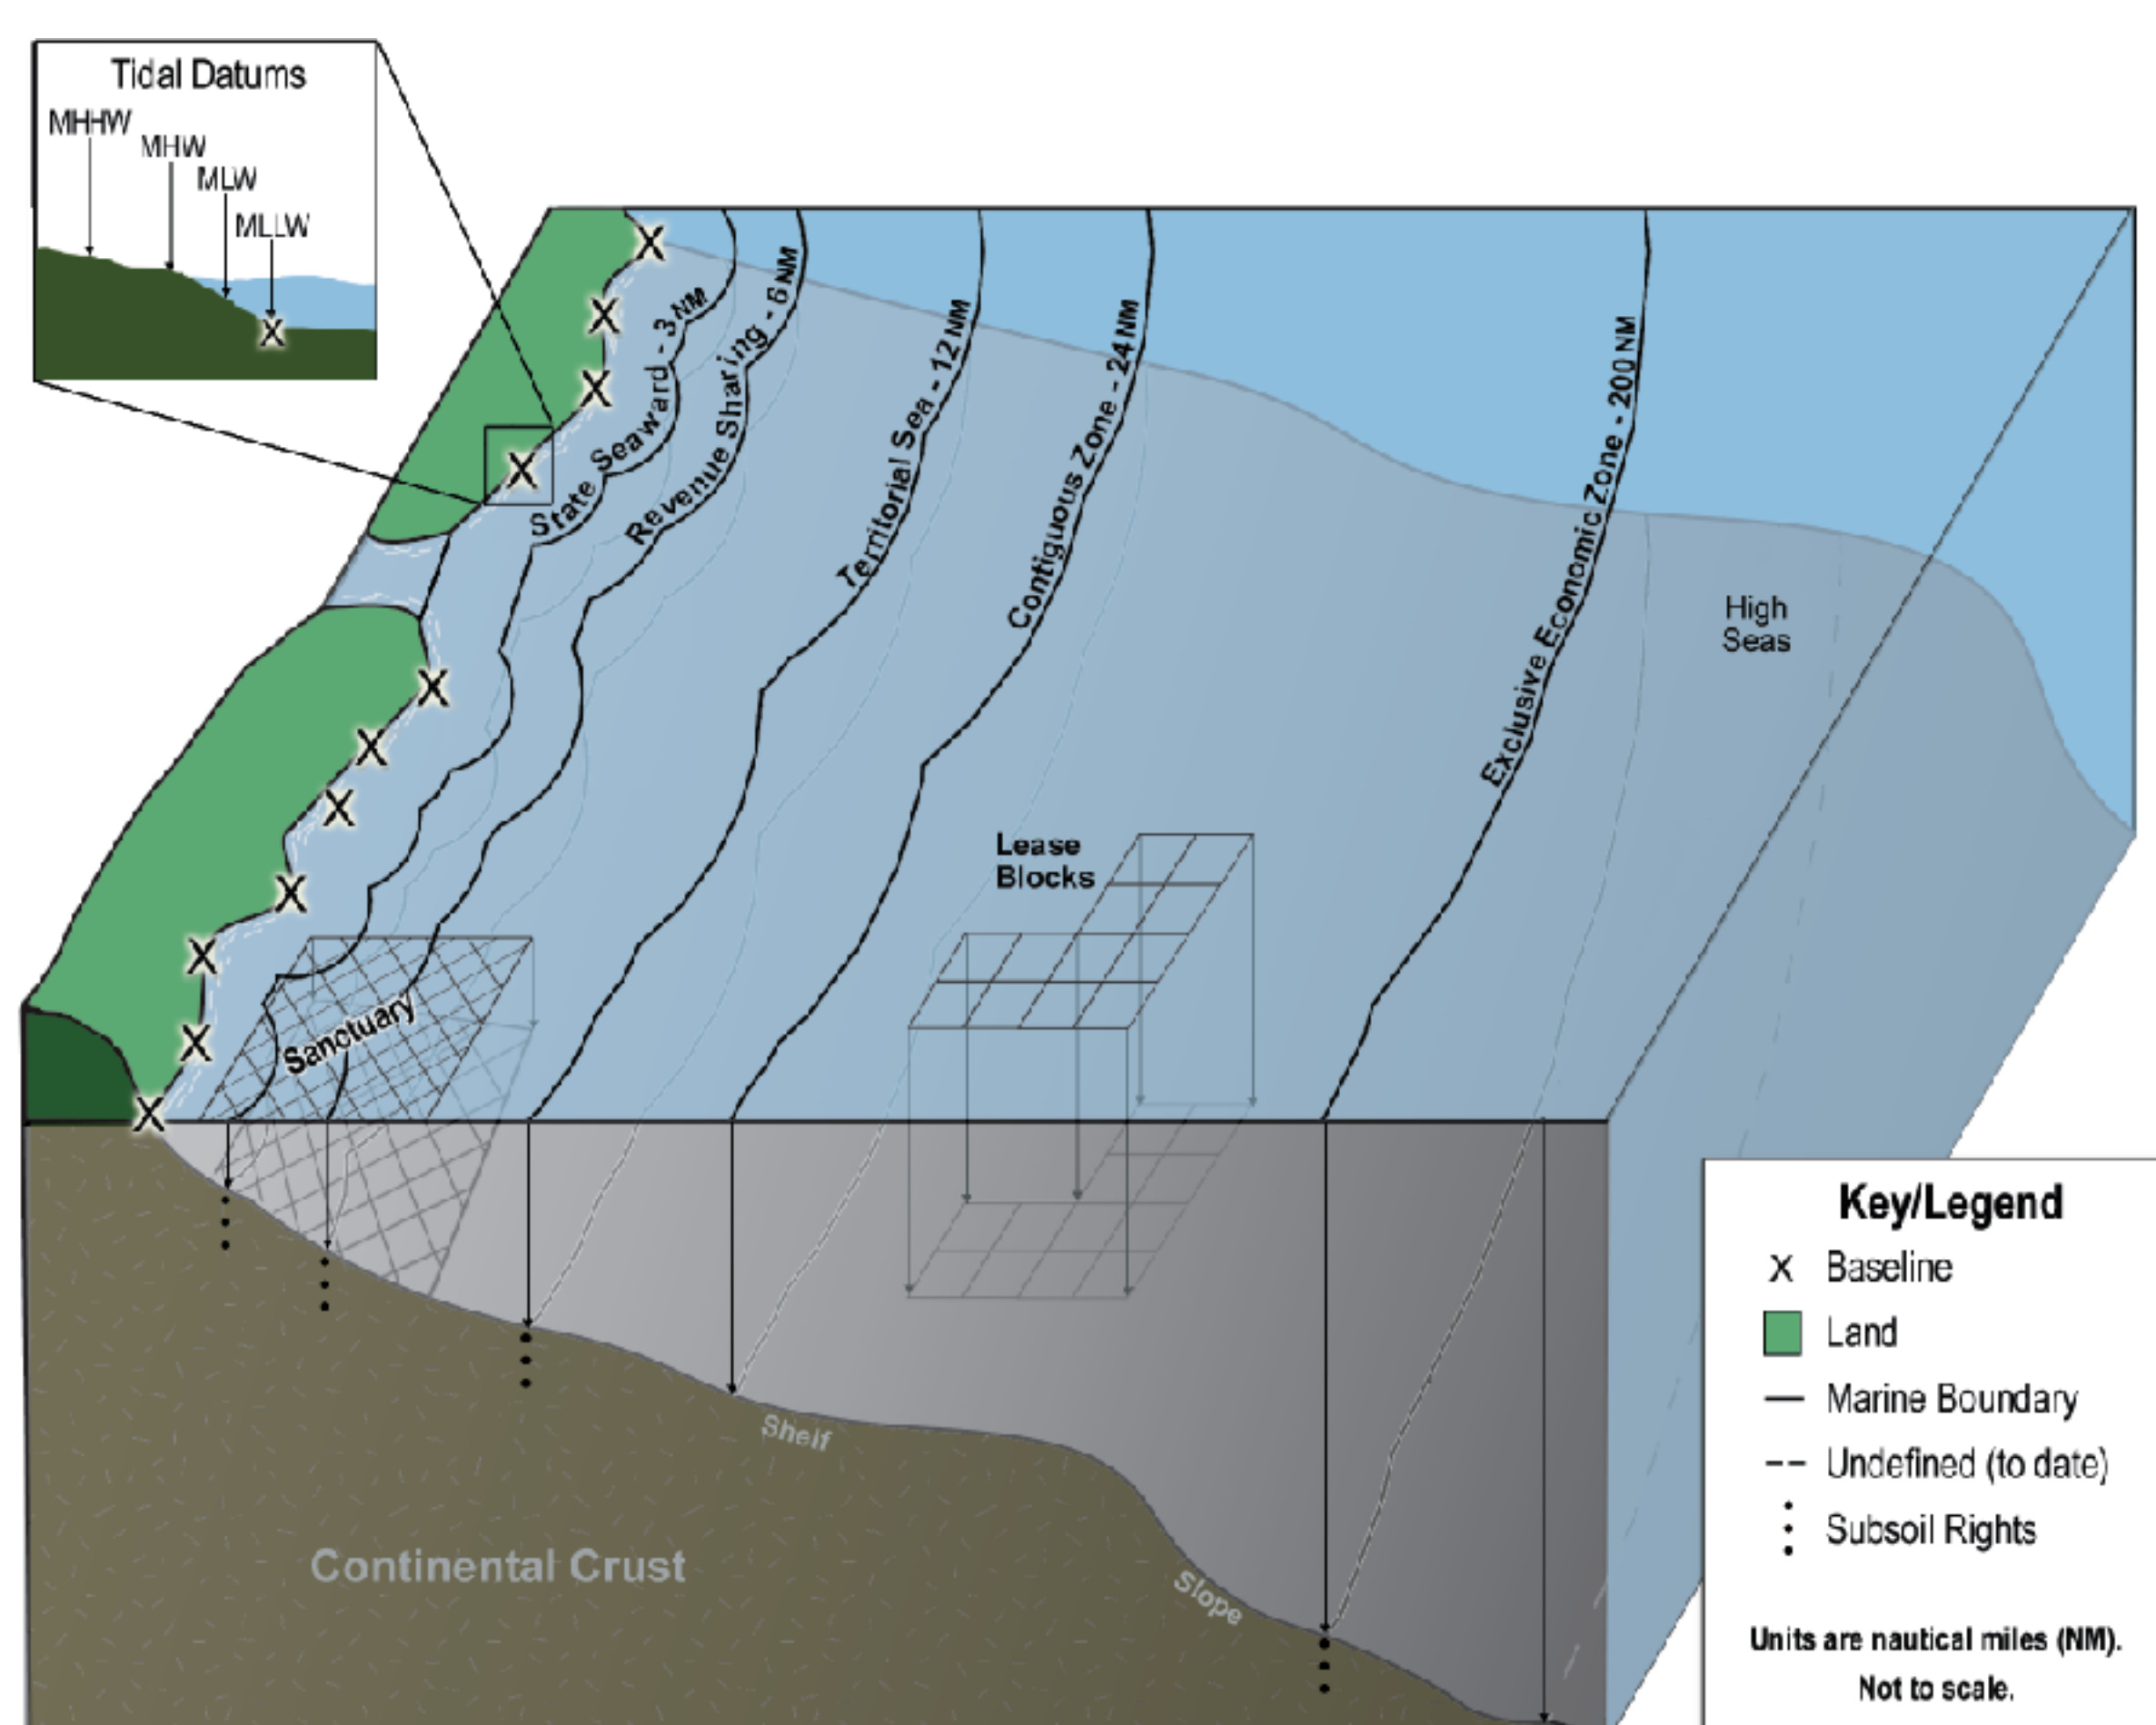 Tidal Datums
MHHW
MHW
MLW
MLLW
X
X
X
X
X
State Seaward - 3 NM
Revenue Sharing - 6 NM
Territorial Sea - 12 NM
Contiguous Zone - 24 NM
Exclusive Economic Zone - 200 NM
High
Seas
X
X
X
X
X
X
X
Lease
Blocks
Sanctuary
Shelf
Slope
Continental Crust
Key/Legend
X Baseline
Land
Marine Boundary
Undefined (to date)
Subsoil Rights
Units are nautical miles (NM).
Not to scale.